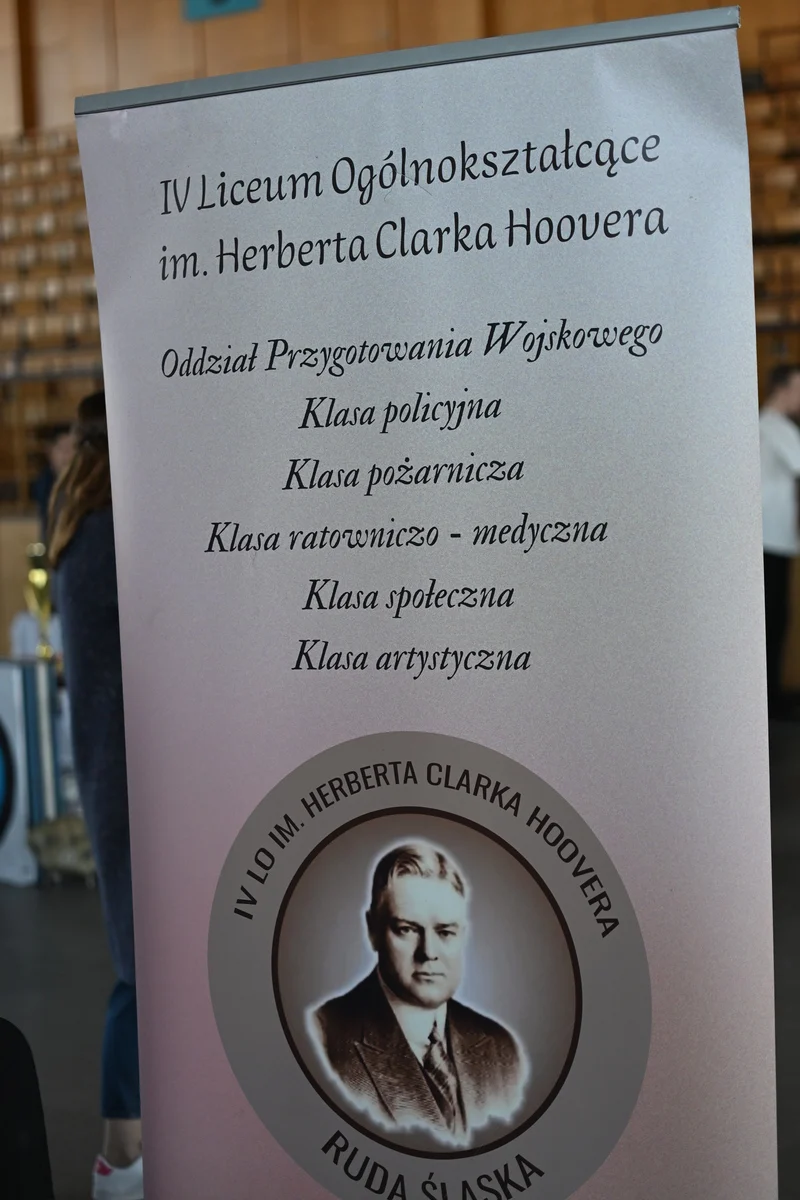 IV Liceum Ogólnokształcące
im. Herberta Clarka Hoovera
Oddział Przygotowania Wojskowego
Klasa policyjna
Klasa pożarnicza
Klasa ratowniczo - medyczna
Klasa społeczna
Klasa artystyczna
IV LO IM. HERBERTA CLARKA HOOVERA
RUDA ŚLĄSKA